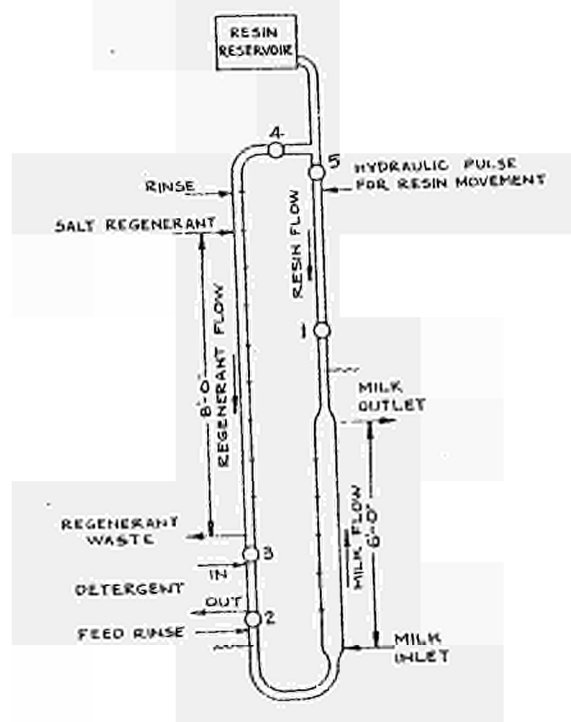 RESIN
RESERVOIR
4
5
HYDRAULIC PULSE
FOR RESIN MOVEMENT
RINSE
SALT REGENERANT
RESIN FLOW
REGENERANT FLOW
8'-0"
1
MILK
OUTLET
MILK FLOW
6'-0"
REGENERANT
WASTE
3
IN
DETERGENT
OUT
2
FEED RINSE
MILK
INLET